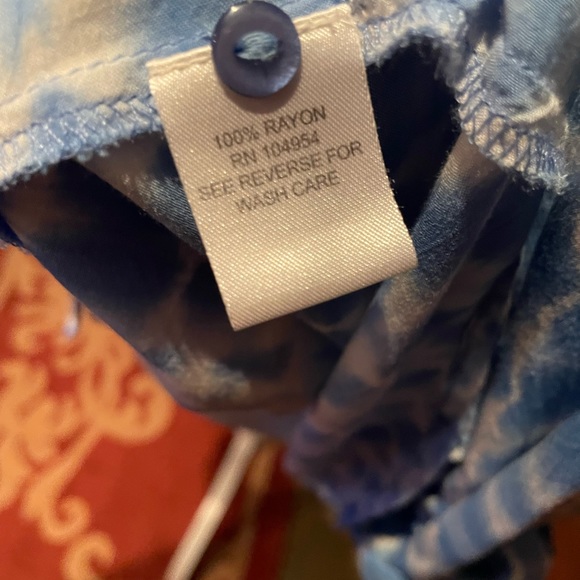 100% RAYON
RN 104954
SEE REVERSE FOR
WASH CARE